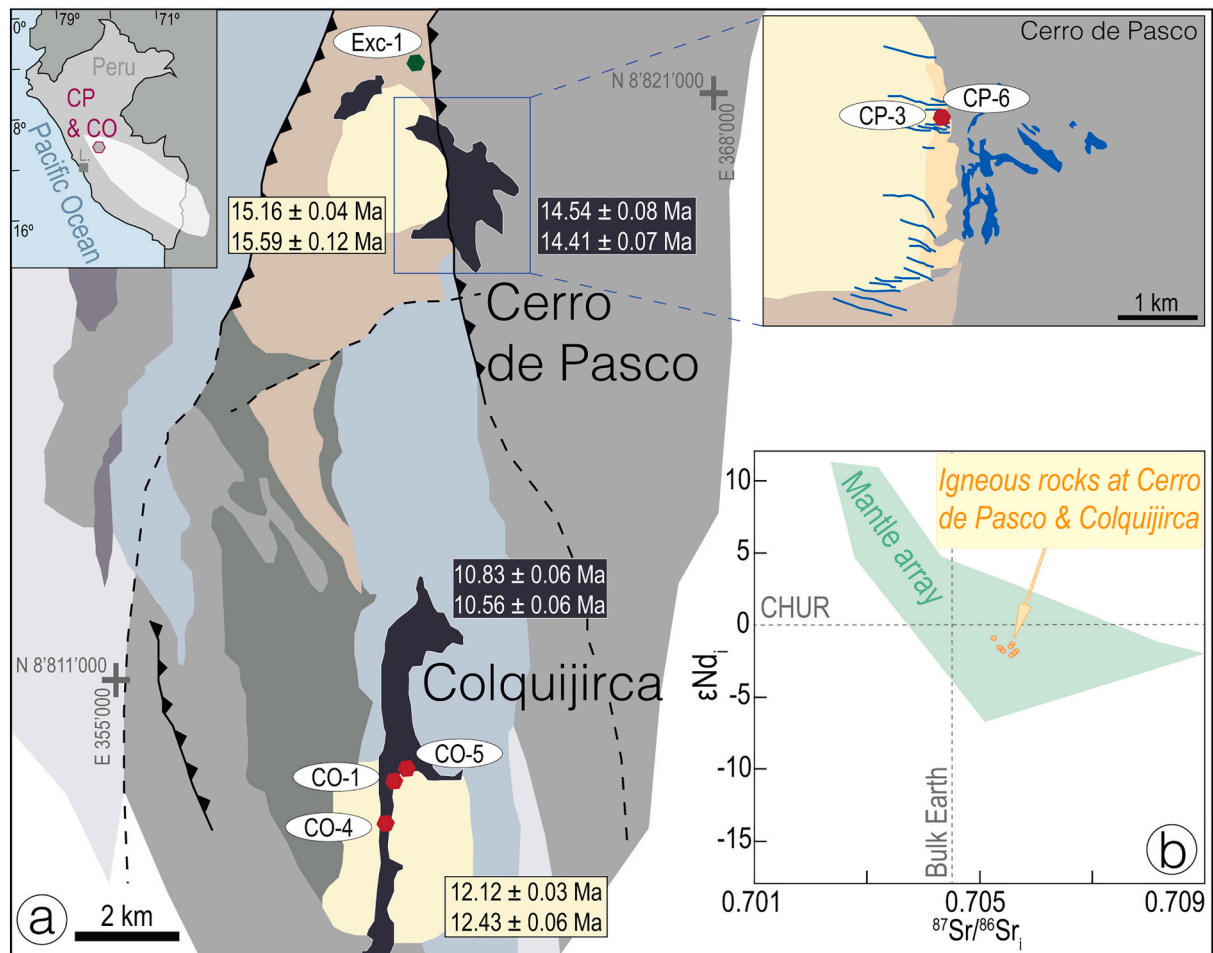 0º
79º
71º
Peru
CP
& CO
8º
L.
Pacific Ocean
16º
Exc-1
N 8'821'000
E 368'000
Cerro de Pasco
CP-6
CP-3
1 km
15.16 ± 0.04 Ma
15.59 ± 0.12 Ma
14.54 ± 0.08 Ma
14.41 ± 0.07 Ma
Cerro
de Pasco
10.83 ± 0.06 Ma
10.56 ± 0.06 Ma
N 8'811'000
E 355'000
Colquijirca
CO-5
CO-1
CO-4
12.12 ± 0.03 Ma
12.43 ± 0.06 Ma
a
2 km
10
5
0
-5
-10
-15
εNdᵢ
Mantle array
Igneous rocks at Cerro
de Pasco & Colquijirca
CHUR
Bulk Earth
b
0.701
0.705
0.709
⁸⁷Sr/⁸⁶Srᵢ